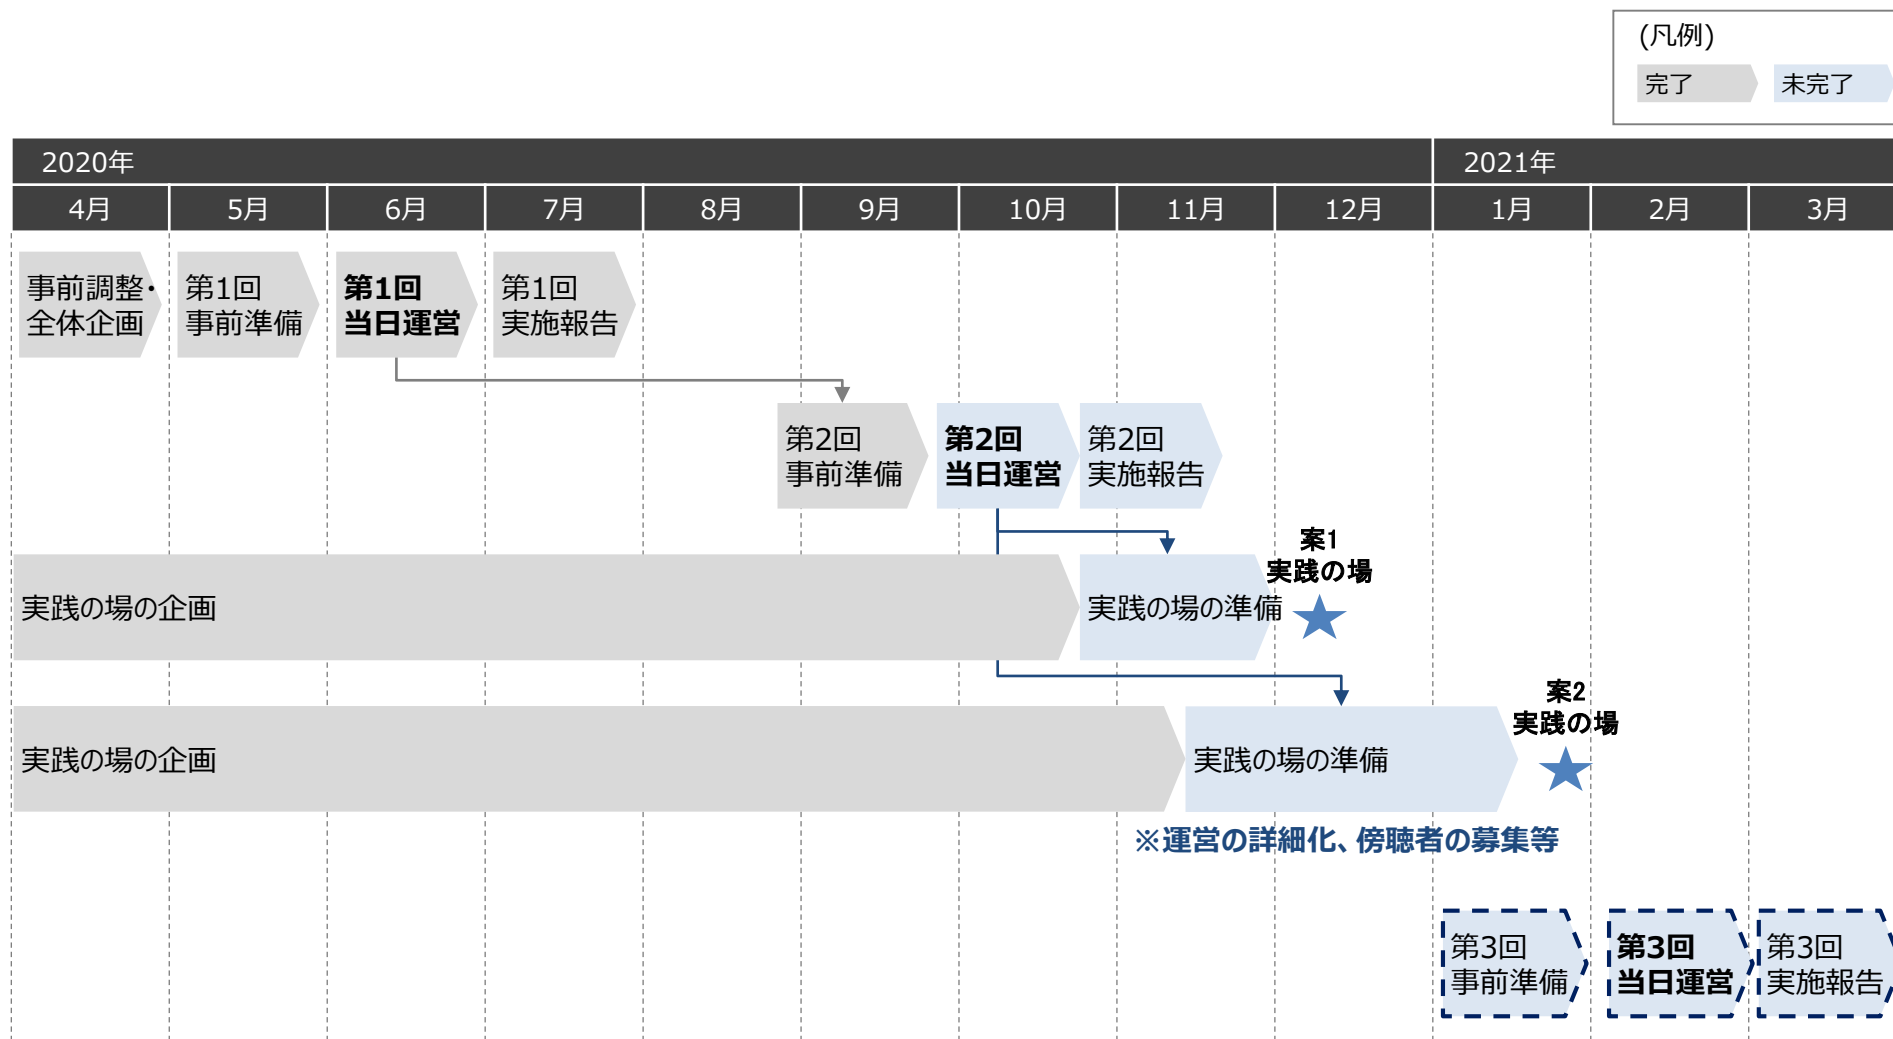 (凡例)
完了
未完了
2020年
2021年
4月
5月
6月
7月
8月
9月
10月
11月
12月
1月
2月
3月
事前調整・
全体企画
第1回
事前準備
第1回
当日運営
第1回
実施報告
第2回
事前準備
第2回
当日運営
第2回
実施報告
案1
実践の場
実践の場の企画
実践の場の準備
案2
実践の場
実践の場の企画
実践の場の準備
※運営の詳細化、傍聴者の募集等
第3回
事前準備
第3回
当日運営
第3回
実施報告